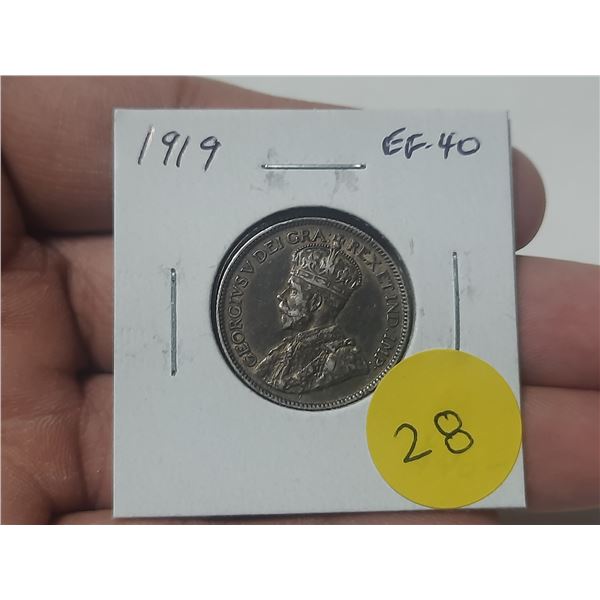 1919 EF-40
GEORGIVS V DEI GRA: REX ET IND: IMP:
28